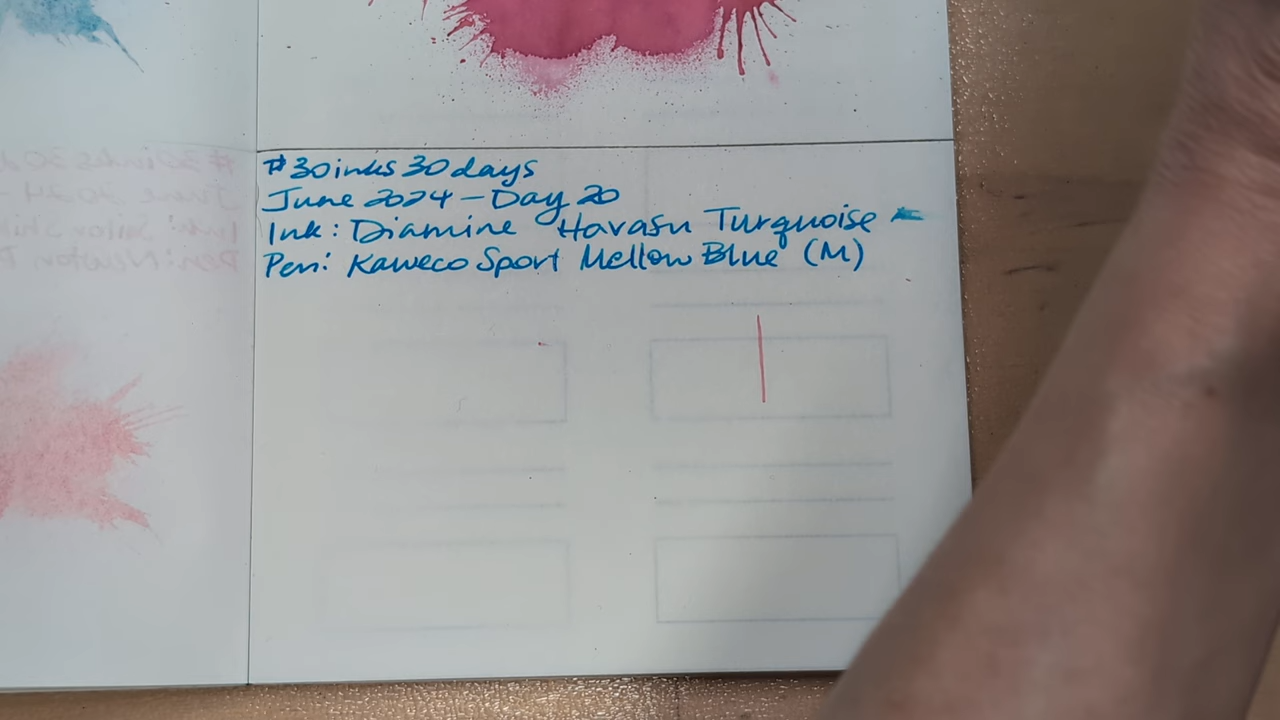 #30inks30days
June 2024 - Day 20
Ink: Diamine Havasu Turquoise
Pen: Kaweco Sport Mellow Blue (M)